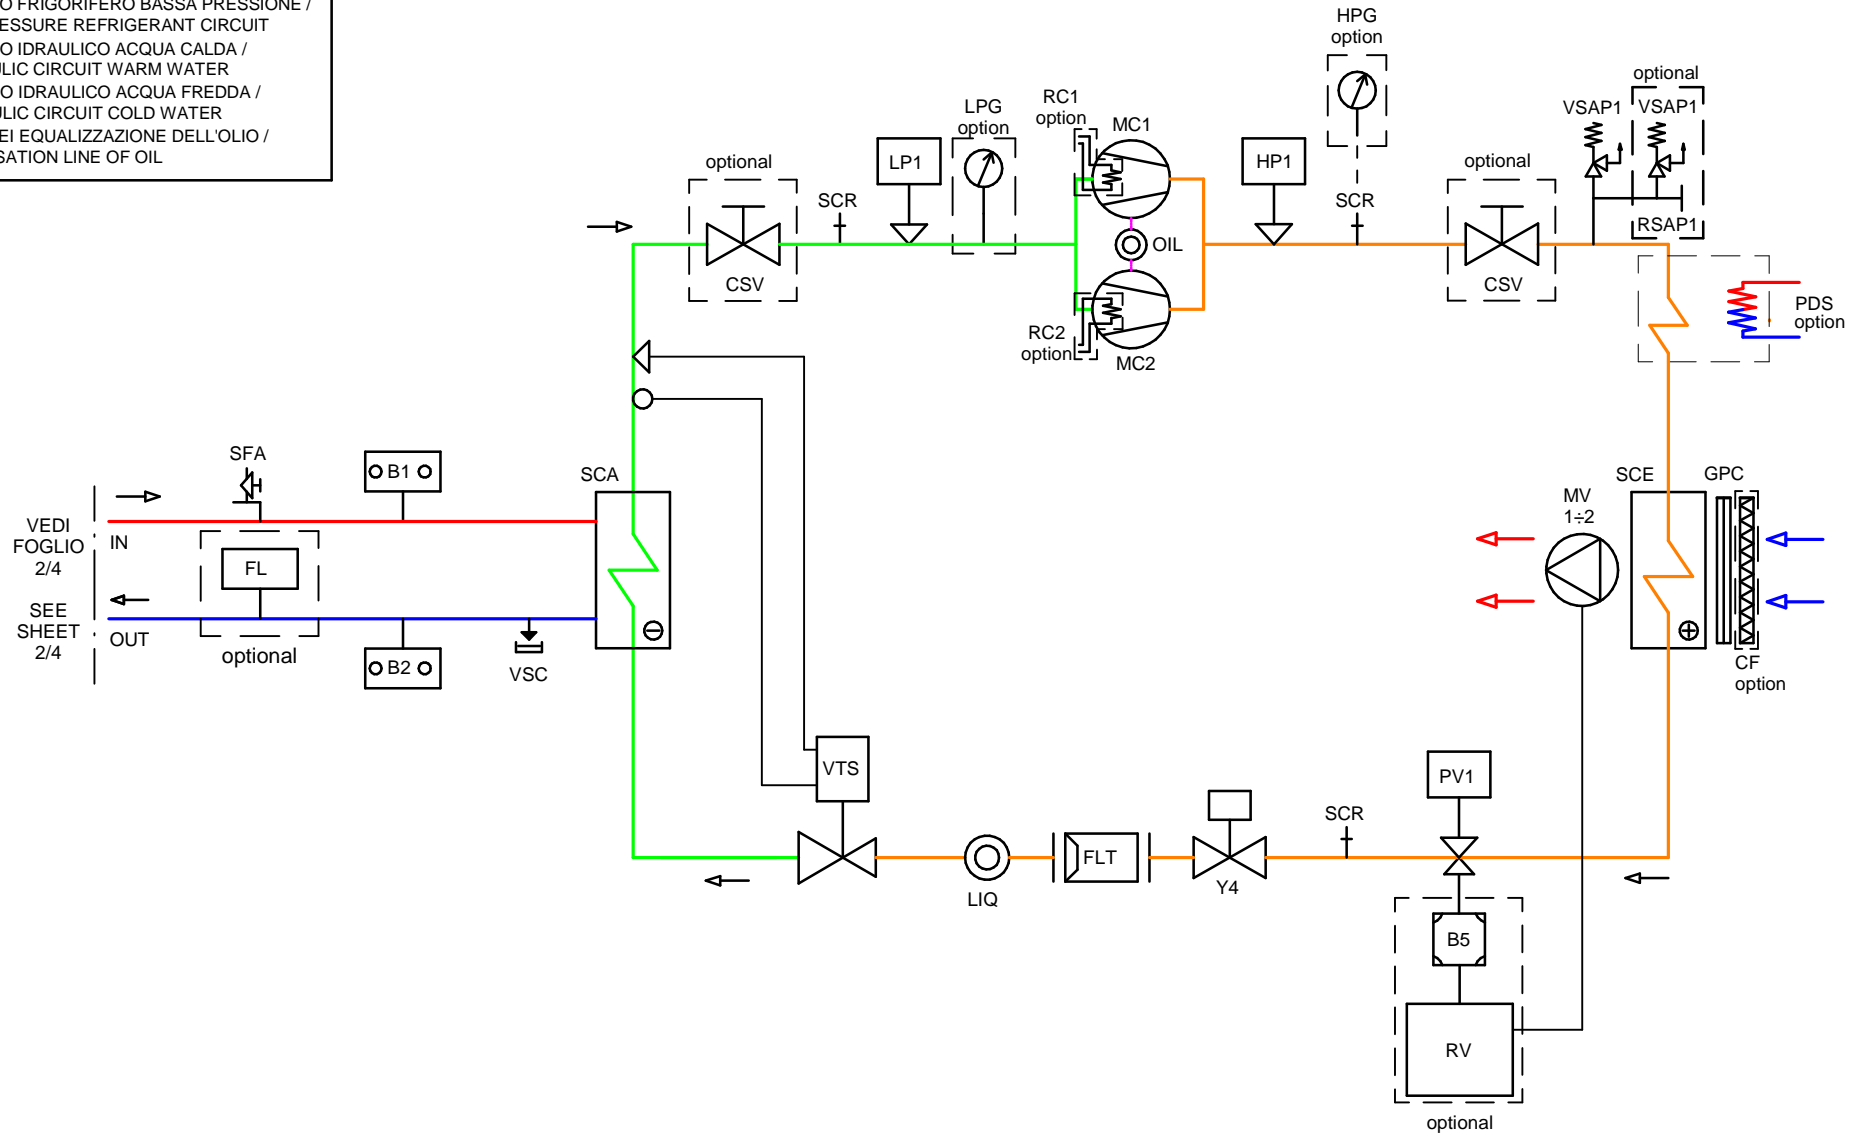 O FRIGORIFERO BASSA PRESSIONE /
ESSURE REFRIGERANT CIRCUIT
O IDRAULICO ACQUA CALDA /
ULIC CIRCUIT WARM WATER
O IDRAULICO ACQUA FREDDA /
ULIC CIRCUIT COLD WATER
EI EQUALIZZAZIONE DELL'OLIO /
SATION LINE OF OIL
HPG
option
optional
VSAP1
VSAP1
RSAP1
LPG
option
RC1
option
MC1
LP1
HP1
optional
optional
SCR
SCR
CSV
CSV
OIL
RC2
option
MC2
PDS
option
SFA
B1
SCA
SCE
GPC
MV
1÷2
VEDI
FOGLIO
2/4
IN
FL
SEE
SHEET
2/4
OUT
optional
B2
VSC
CF
option
VTS
PV1
SCR
FLT
LIQ
Y4
B5
RV
optional